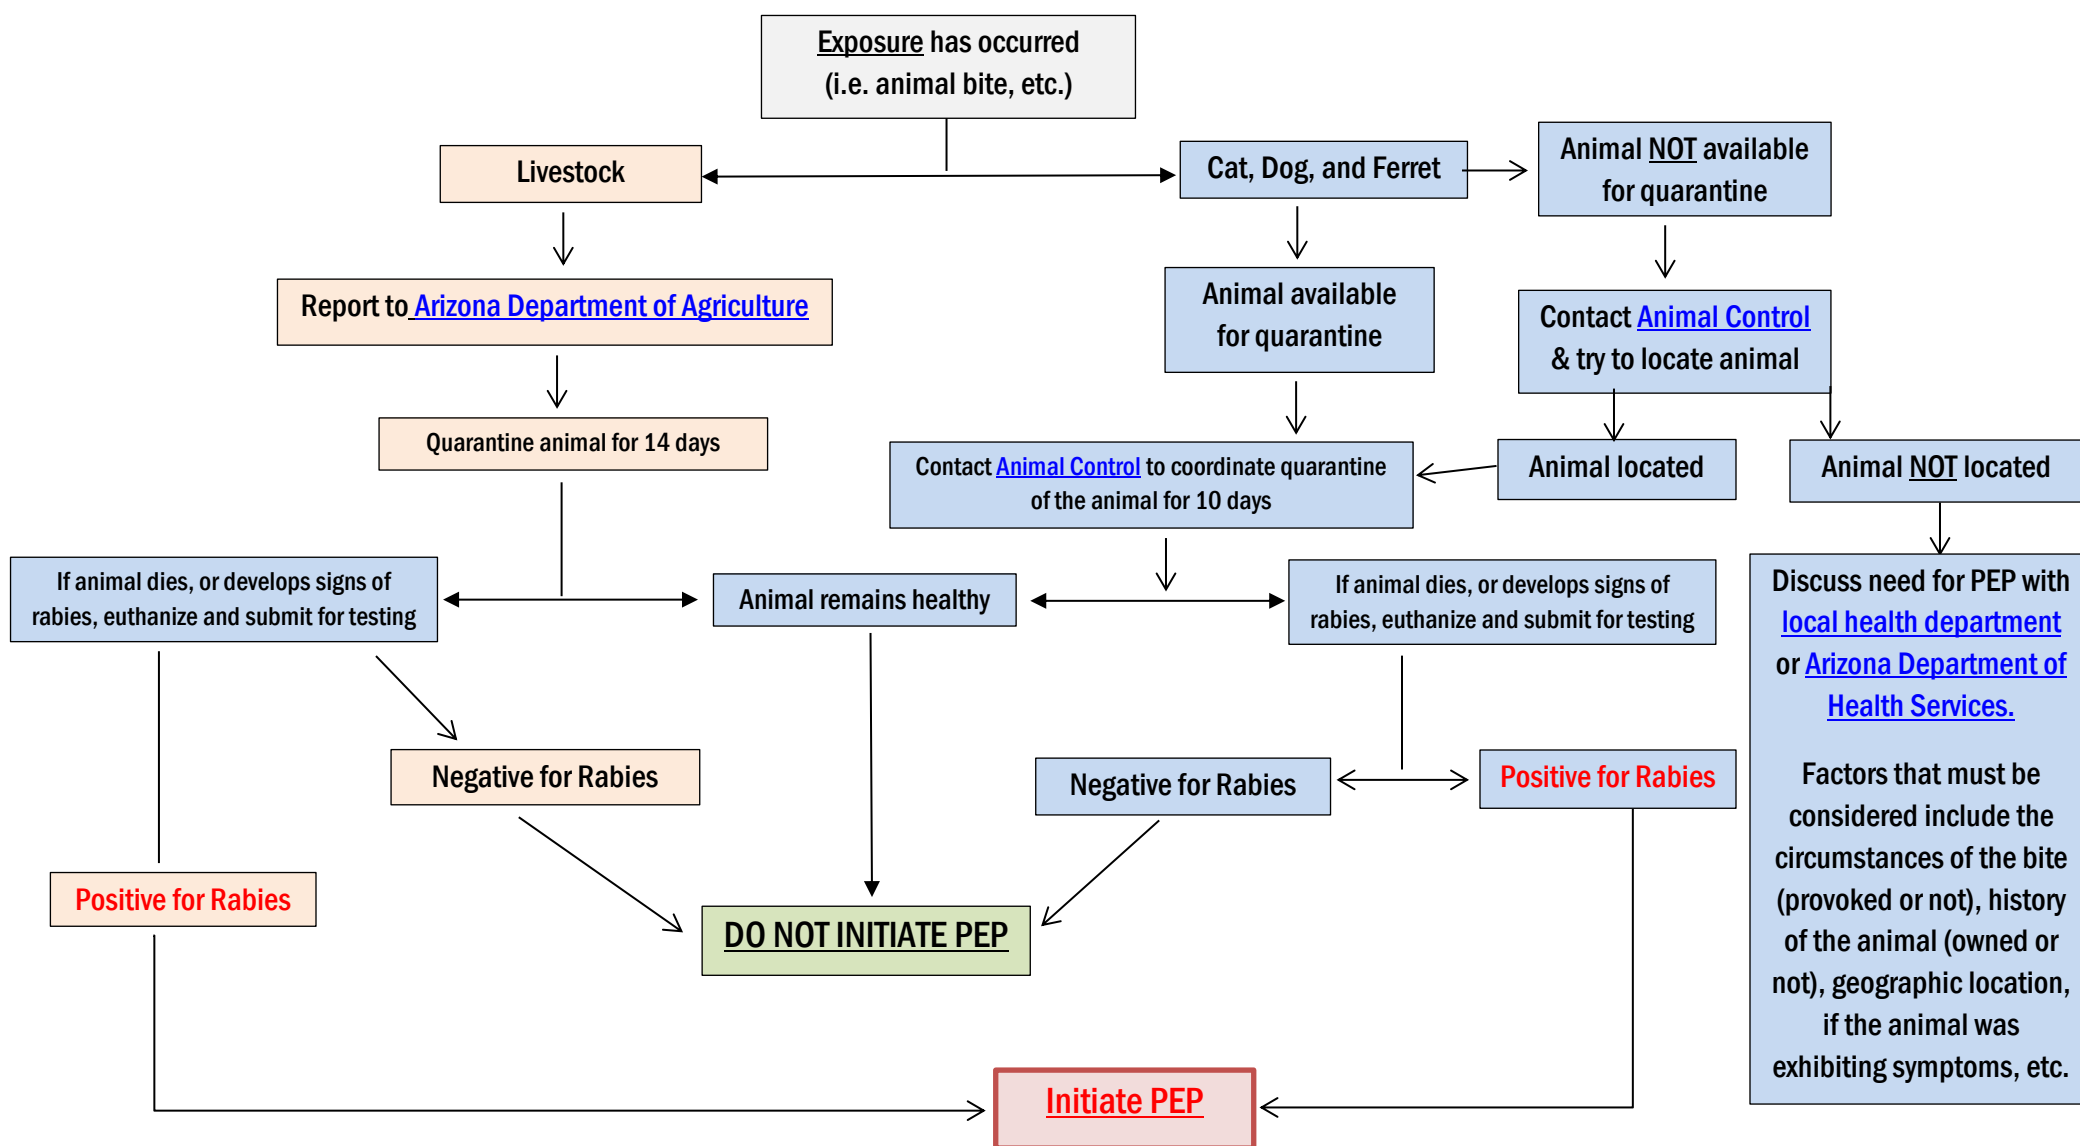 Exposure has occurred
(i.e. animal bite, etc.)
Livestock
Cat, Dog, and Ferret
Animal NOT available
for quarantine
Report to Arizona Department of Agriculture
Animal available
for quarantine
Contact Animal Control
& try to locate animal
Quarantine animal for 14 days
Contact Animal Control to coordinate quarantine
of the animal for 10 days
Animal located
Animal NOT located
If animal dies, or develops signs of
rabies, euthanize and submit for testing
Animal remains healthy
If animal dies, or develops signs of
rabies, euthanize and submit for testing
Discuss need for PEP with
local health department
or Arizona Department of
Health Services.
Factors that must be
considered include the
circumstances of the bite
(provoked or not), history
of the animal (owned or
not), geographic location,
if the animal was
exhibiting symptoms, etc.
Negative for Rabies
Negative for Rabies
Positive for Rabies
Positive for Rabies
DO NOT INITIATE PEP
Initiate PEP